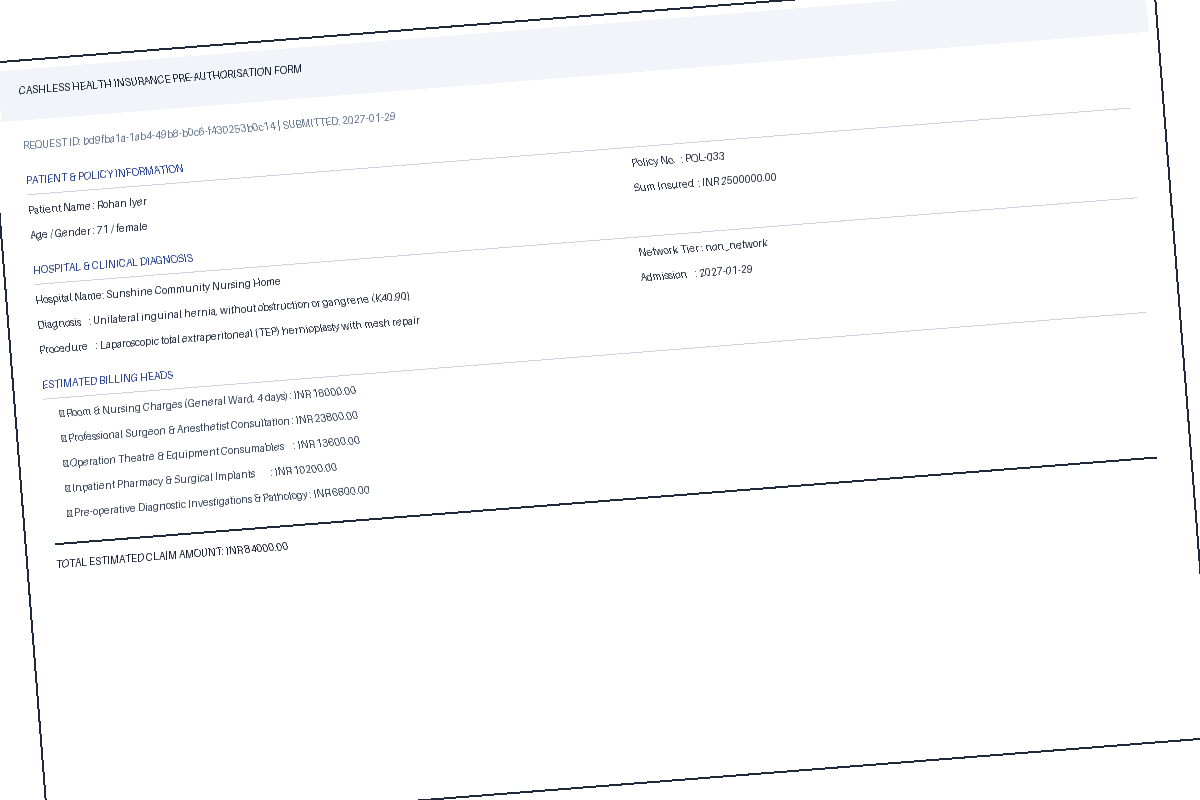 CASHLESS HEALTH INSURANCE PRE-AUTHORISATION FORM
REQUEST ID: bd9fba1a-1ab4-49b8-b0c6-f430253b0c14 | SUBMITTED: 2027-01-29
PATIENT & POLICY INFORMATION
Patient Name : Rohan Iyer
Policy No. : POL-033
Age / Gender : 71 / female
Sum Insured : INR 2500000.00
HOSPITAL & CLINICAL DIAGNOSIS
Hospital Name: Sunshine Community Nursing Home
Network Tier : non_network
Diagnosis : Unilateral inguinal hernia, without obstruction or gangrene (K40.90)
Admission : 2027-01-29
Procedure : Laparoscopic total extraperitoneal (TEP) hernioplasty with mesh repair
ESTIMATED BILLING HEADS
Room & Nursing Charges (General Ward, 4 days) : INR 16000.00
Professional Surgeon & Anesthetist Consultation : INR 23800.00
Operation Theatre & Equipment Consumables : INR 13600.00
Inpatient Pharmacy & Surgical Implants : INR 10200.00
Pre-operative Diagnostic Investigations & Pathology : INR 6800.00
TOTAL ESTIMATED CLAIM AMOUNT: INR 84000.00